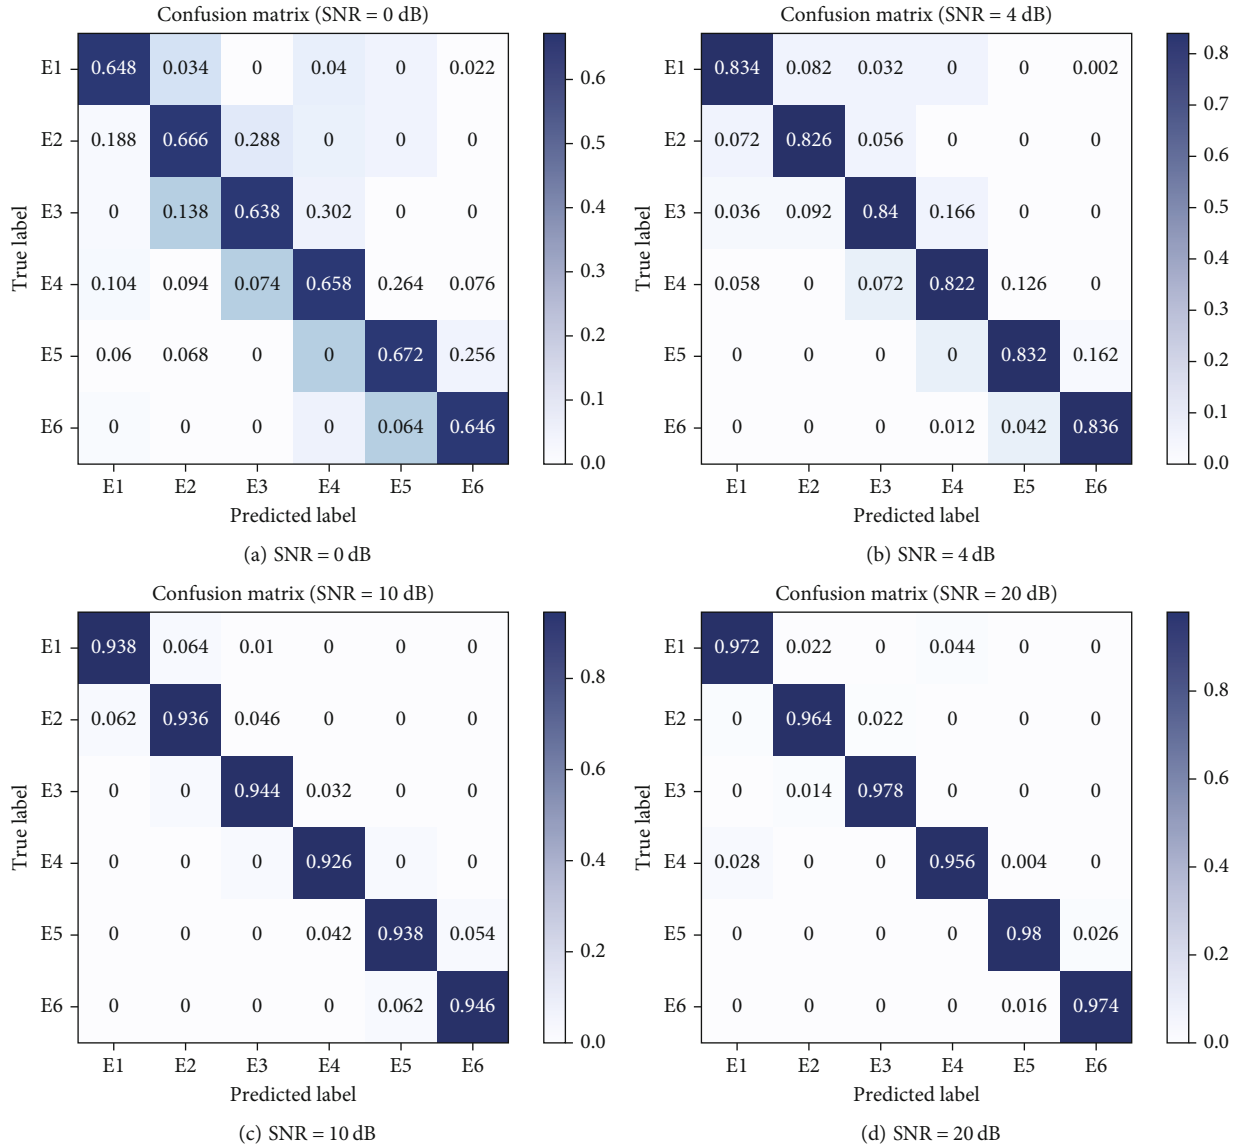 Confusion matrix (SNR = 0 dB)
E1 0.648 0.034 0 0.04 0 0.022
E2 0.188 0.666 0.288 0 0 0
E3 0 0.138 0.638 0.302 0 0
E4 0.104 0.094 0.074 0.658 0.264 0.076
E5 0.06 0.068 0 0 0.672 0.256
E6 0 0 0 0 0.064 0.646
E1 E2 E3 E4 E5 E6
True label
Predicted label
0.6
0.5
0.4
0.3
0.2
0.1
0.0
(a) SNR = 0 dB
Confusion matrix (SNR = 4 dB)
E1 0.834 0.082 0.032 0 0 0.002
E2 0.072 0.826 0.056 0 0 0
E3 0.036 0.092 0.84 0.166 0 0
E4 0.058 0 0.072 0.822 0.126 0
E5 0 0 0 0 0.832 0.162
E6 0 0 0 0.012 0.042 0.836
E1 E2 E3 E4 E5 E6
True label
Predicted label
0.8
0.7
0.6
0.5
0.4
0.3
0.2
0.1
0.0
(b) SNR = 4 dB
Confusion matrix (SNR = 10 dB)
E1 0.938 0.064 0.01 0 0 0
E2 0.062 0.936 0.046 0 0 0
E3 0 0 0.944 0.032 0 0
E4 0 0 0 0.926 0 0
E5 0 0 0 0.042 0.938 0.054
E6 0 0 0 0 0.062 0.946
E1 E2 E3 E4 E5 E6
True label
Predicted label
0.8
0.6
0.4
0.2
0.0
(c) SNR = 10 dB
Confusion matrix (SNR = 20 dB)
E1 0.972 0.022 0 0.044 0 0
E2 0 0.964 0.022 0 0 0
E3 0 0.014 0.978 0 0 0
E4 0.028 0 0 0.956 0.004 0
E5 0 0 0 0 0.98 0.026
E6 0 0 0 0 0.016 0.974
E1 E2 E3 E4 E5 E6
True label
Predicted label
0.8
0.6
0.4
0.2
0.0
(d) SNR = 20 dB